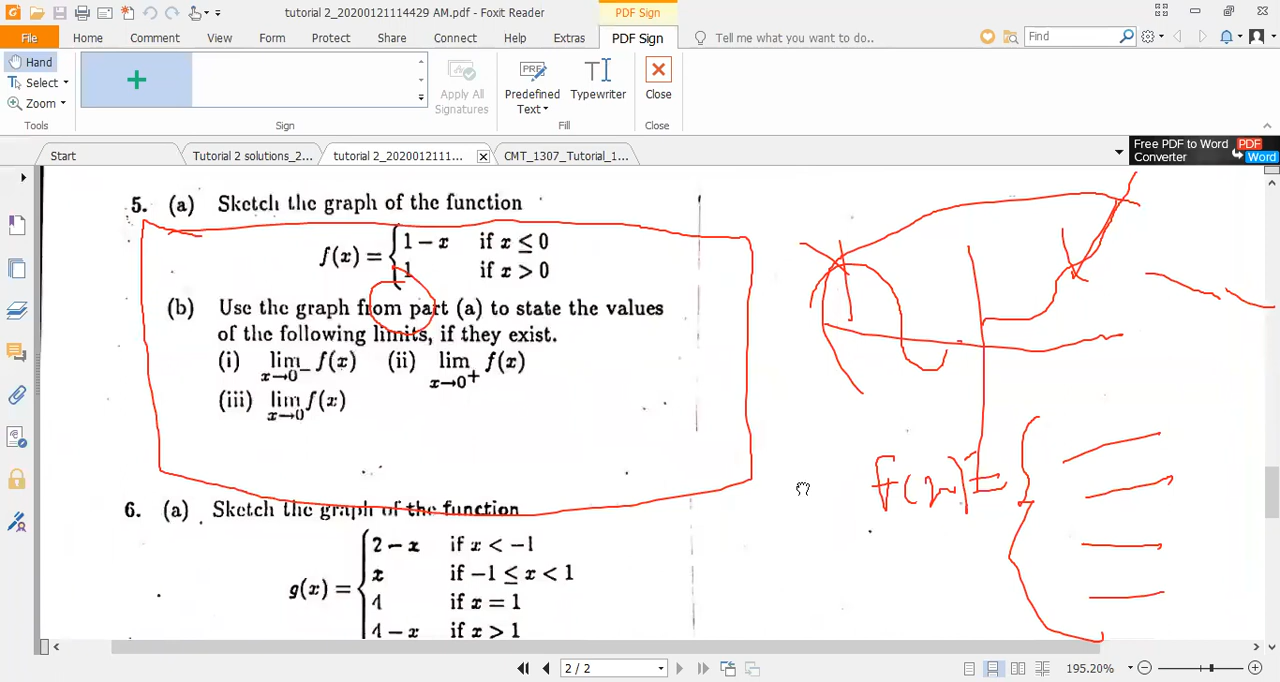 tutorial 2_20200121114429 AM.pdf - Foxit Reader
PDF Sign
File Home Comment View Form Protect Share Connect Help Extras PDF Sign Tell me what you want to do.. Find
Hand
Select
Zoom
Tools
Sign
Apply All
Signatures
Predefined
Text
Typewriter
Fill
Close
Close
Start Tutorial 2 solutions_2... tutorial 2_2020012111... CMT_1307_Tutorial_1...
Free PDF to Word
Converter
PDF
Word
5. (a) Sketch the graph of the function
f(x) = { 1 − x if x ≤ 0
1 if x > 0
(b) Use the graph from part (a) to state the values
of the following limits, if they exist.
(i) lim x→0− f(x) (ii) lim x→0+ f(x)
(iii) lim x→0 f(x)
6. (a) Sketch the graph of the function
g(x) = { 2 − x if x < −1
x if −1 ≤ x < 1
4 if x = 1
4 − x if x > 1
2 / 2
195.20%